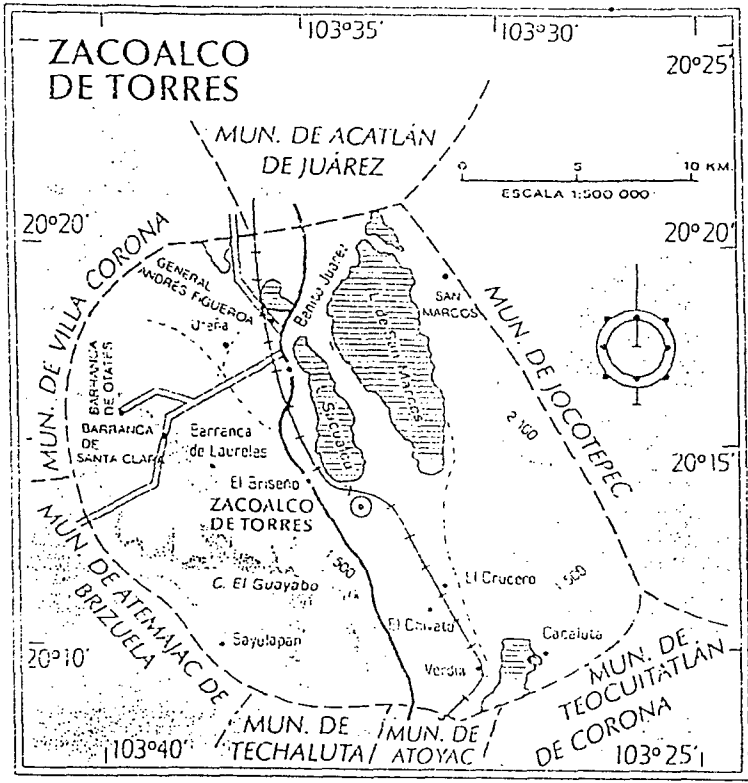 103°35'
103°30'
ZACOALCO
DE TORRES
20°25'
MUN. DE ACATLÁN
DE JUÁREZ
0 5 10 KM.
ESCALA 1:500 000
20°20'
20°20'
MUN. DE VILLA CORONA
GENERAL
ANDRÉS FIGUEROA
Benito Juárez
L. de San Marcos
SAN
MARCOS
MUN. DE JOCOTEPEC
BARRANCA
DE OTATES
BARRANCA
DE
SANTA CLARA
Barranca
de Laureles
2 100
20°15'
El Briseño
ZACOALCO
DE TORRES
1 500
C. El Guayabo
El Crucero
1 500
MUN. DE ATEMAJAC DE
BRIZUELA
El Chivato
Sayulapan
Cacaluta
Verdía
20°10'
MUN. DE
TEOCUITATLÁN
DE CORONA
MUN. DE
TECHALUTA
MUN. DE
ATOYAC
103°40'
103°25'